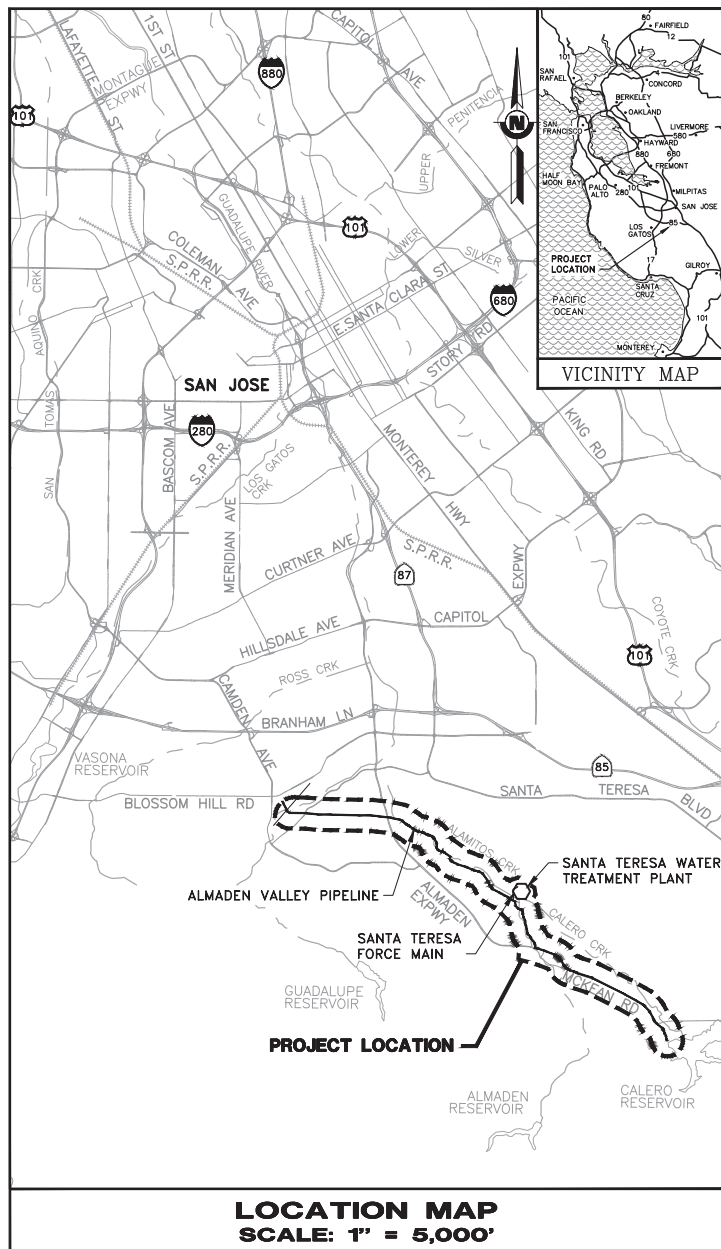 LAFAYETTE ST
1ST ST
CAPITOL AVE
MONTAGUE
EXPWY
880
101
N
PENITENCIA
UPPER
GUADALUPE RIVER
COLEMAN AVE
S.P.R.R.
101
LOWER
SILVER
680
E.SANTA CLARA ST.
STORY RD
AQUINO CRK
TOMAS
SAN
SAN JOSE
BASCOM AVE
280
S.P.R.R.
LOS GATOS
CRK
MERIDIAN AVE
MONTEREY HWY
KING RD
CURTNER AVE
S.P.R.R.
EXPWY
87
CAPITOL
HILLSDALE AVE
COYOTE CRK
101
ROSS CRK
CAMDEN AVE
BRANHAM LN
VASONA
RESERVOIR
85
BLOSSOM HILL RD
SANTA TERESA BLVD
ALAMITOS CRK
ALMADEN VALLEY PIPELINE
SANTA TERESA WATER
TREATMENT PLANT
ALMADEN
EXPWY
CALERO CRK
SANTA TERESA
FORCE MAIN
MCKEAN RD
GUADALUPE
RESERVOIR
PROJECT LOCATION
ALMADEN
RESERVOIR
CALERO
RESERVOIR
80
FAIRFIELD
12
101
SAN
RAFAEL
CONCORD
BERKELEY
OAKLAND
SAN
FRANCISCO
LIVERMORE
580
HAYWARD
880
680
FREMONT
HALF
MOON BAY
PALO
ALTO
280
101
MILPITAS
SAN JOSE
LOS
GATOS
85
PROJECT
LOCATION
17
GILROY
SANTA
CRUZ
PACIFIC
OCEAN
101
MONTEREY
VICINITY MAP
LOCATION MAP
SCALE: 1" = 5,000'